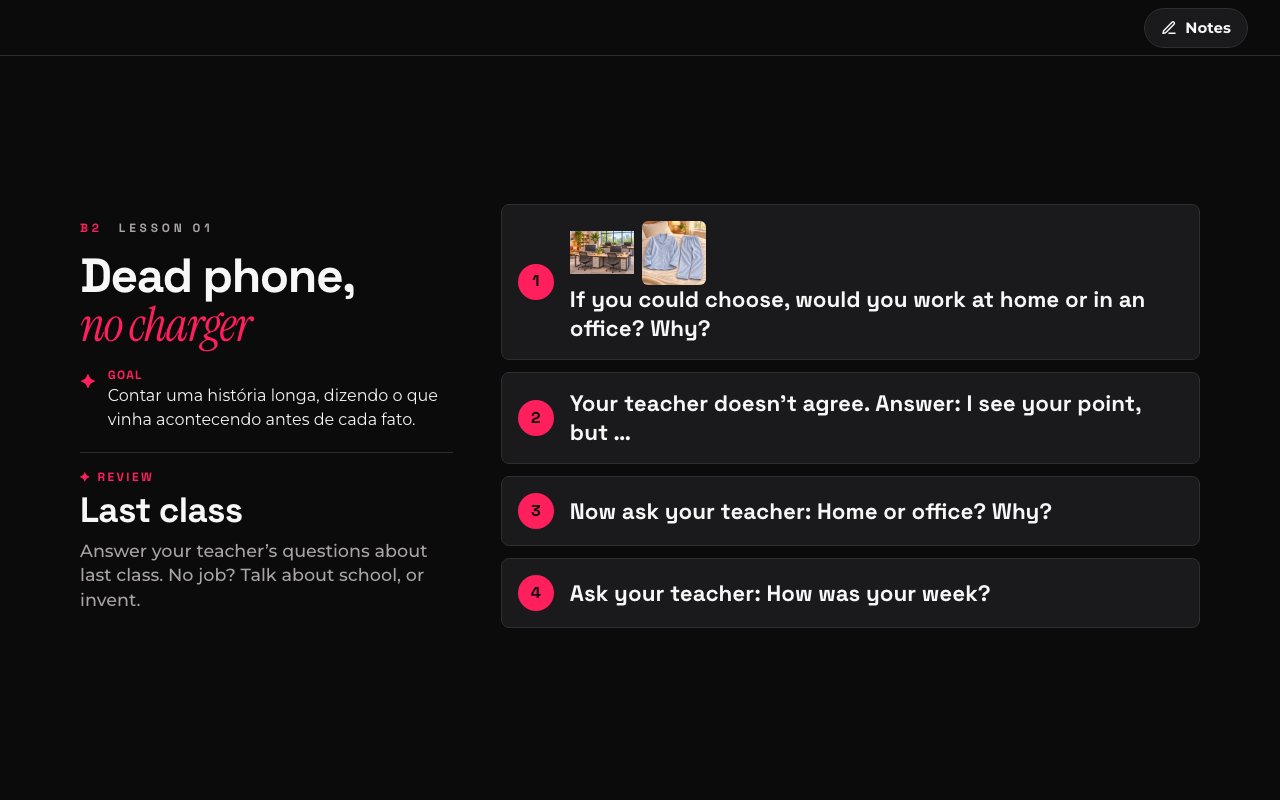 Notes
B2 LESSON 01
Dead phone,
no charger
GOAL
Contar uma história longa, dizendo o que
vinha acontecendo antes de cada fato.
REVIEW
Last class
Answer your teacher’s questions about
last class. No job? Talk about school, or
invent.
1
If you could choose, would you work at home or in an
office? Why?
2
Your teacher doesn’t agree. Answer: I see your point,
but ...
3
Now ask your teacher: Home or office? Why?
4
Ask your teacher: How was your week?